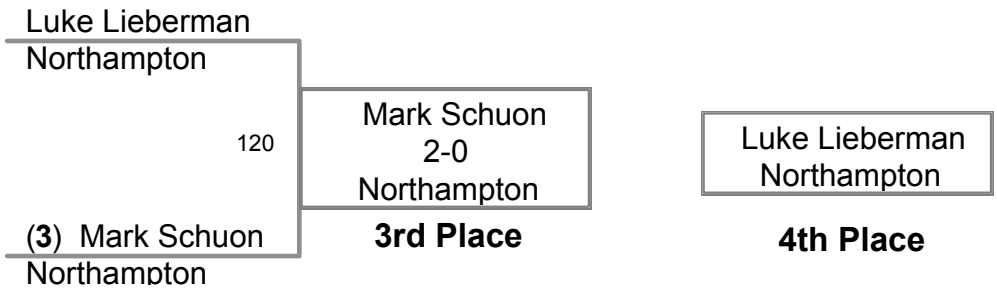 Luke Lieberman
Northampton
120
(3) Mark Schuon
Northampton
Mark Schuon
2-0
Northampton
3rd Place
Luke Lieberman
Northampton
4th Place